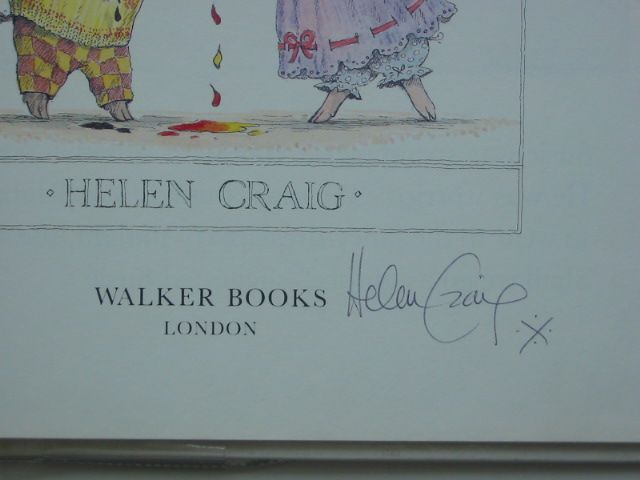 HELEN CRAIG
WALKER BOOKS
LONDON
Helen Craig